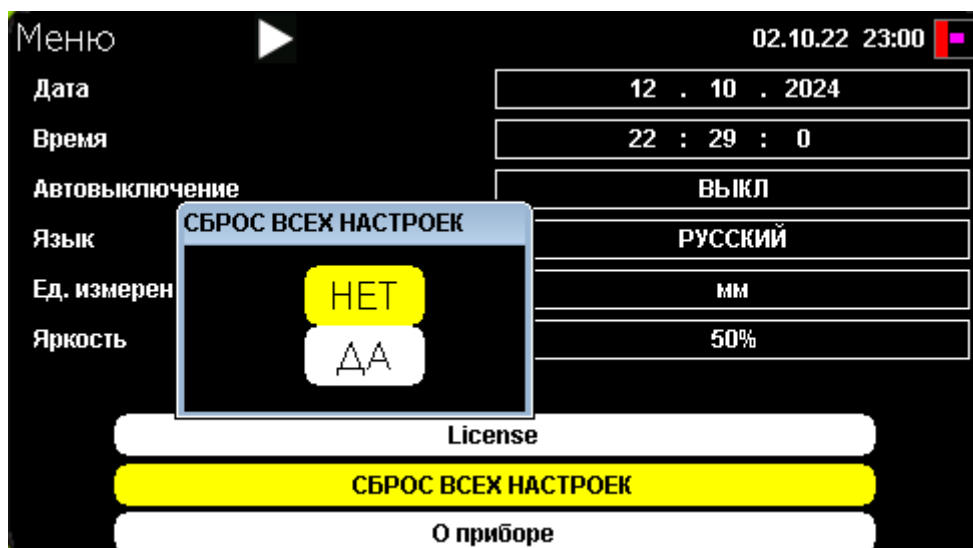 Меню 02.10.22 23:00
Дата 12 . 10 . 2024
Время 22 : 29 : 0
Автовыключение ВЫКЛ
Язык РУССКИЙ
Ед. измерен мм
Яркость 50%
СБРОС ВСЕХ НАСТРОЕК
НЕТ
ДА
License
СБРОС ВСЕХ НАСТРОЕК
О приборе